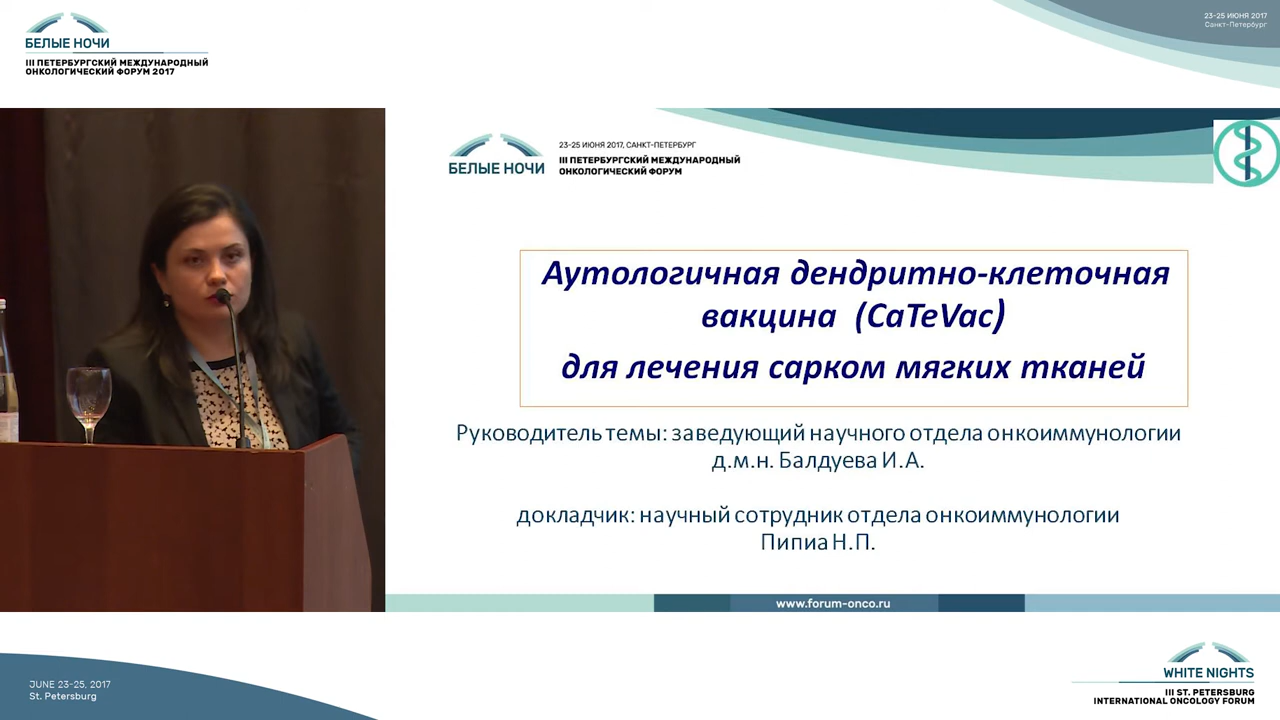 БЕЛЫЕ НОЧИ
III ПЕТЕРБУРГСКИЙ МЕЖДУНАРОДНЫЙ
ОНКОЛОГИЧЕСКИЙ ФОРУМ 2017
23-25 ИЮНЯ 2017
Санкт-Петербург
БЕЛЫЕ НОЧИ
23-25 ИЮНЯ 2017, САНКТ-ПЕТЕРБУРГ
III ПЕТЕРБУРГСКИЙ МЕЖДУНАРОДНЫЙ
ОНКОЛОГИЧЕСКИЙ ФОРУМ
Аутологичная дендритно-клеточная
вакцина (CaTeVac)
для лечения сарком мягких тканей
Руководитель темы: заведующий научного отдела онкоиммунологии
д.м.н. Балдуева И.А.
докладчик: научный сотрудник отдела онкоиммунологии
Пипиа Н.П.
www.forum-onco.ru
JUNE 23-25, 2017
St. Petersburg
WHITE NIGHTS
III ST. PETERSBURG
INTERNATIONAL ONCOLOGY FORUM